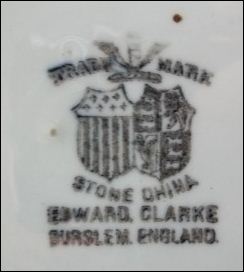 TRADE MARK
STONE CHINA
EDWARD. CLARKE
BURSLEM. ENGLAND.